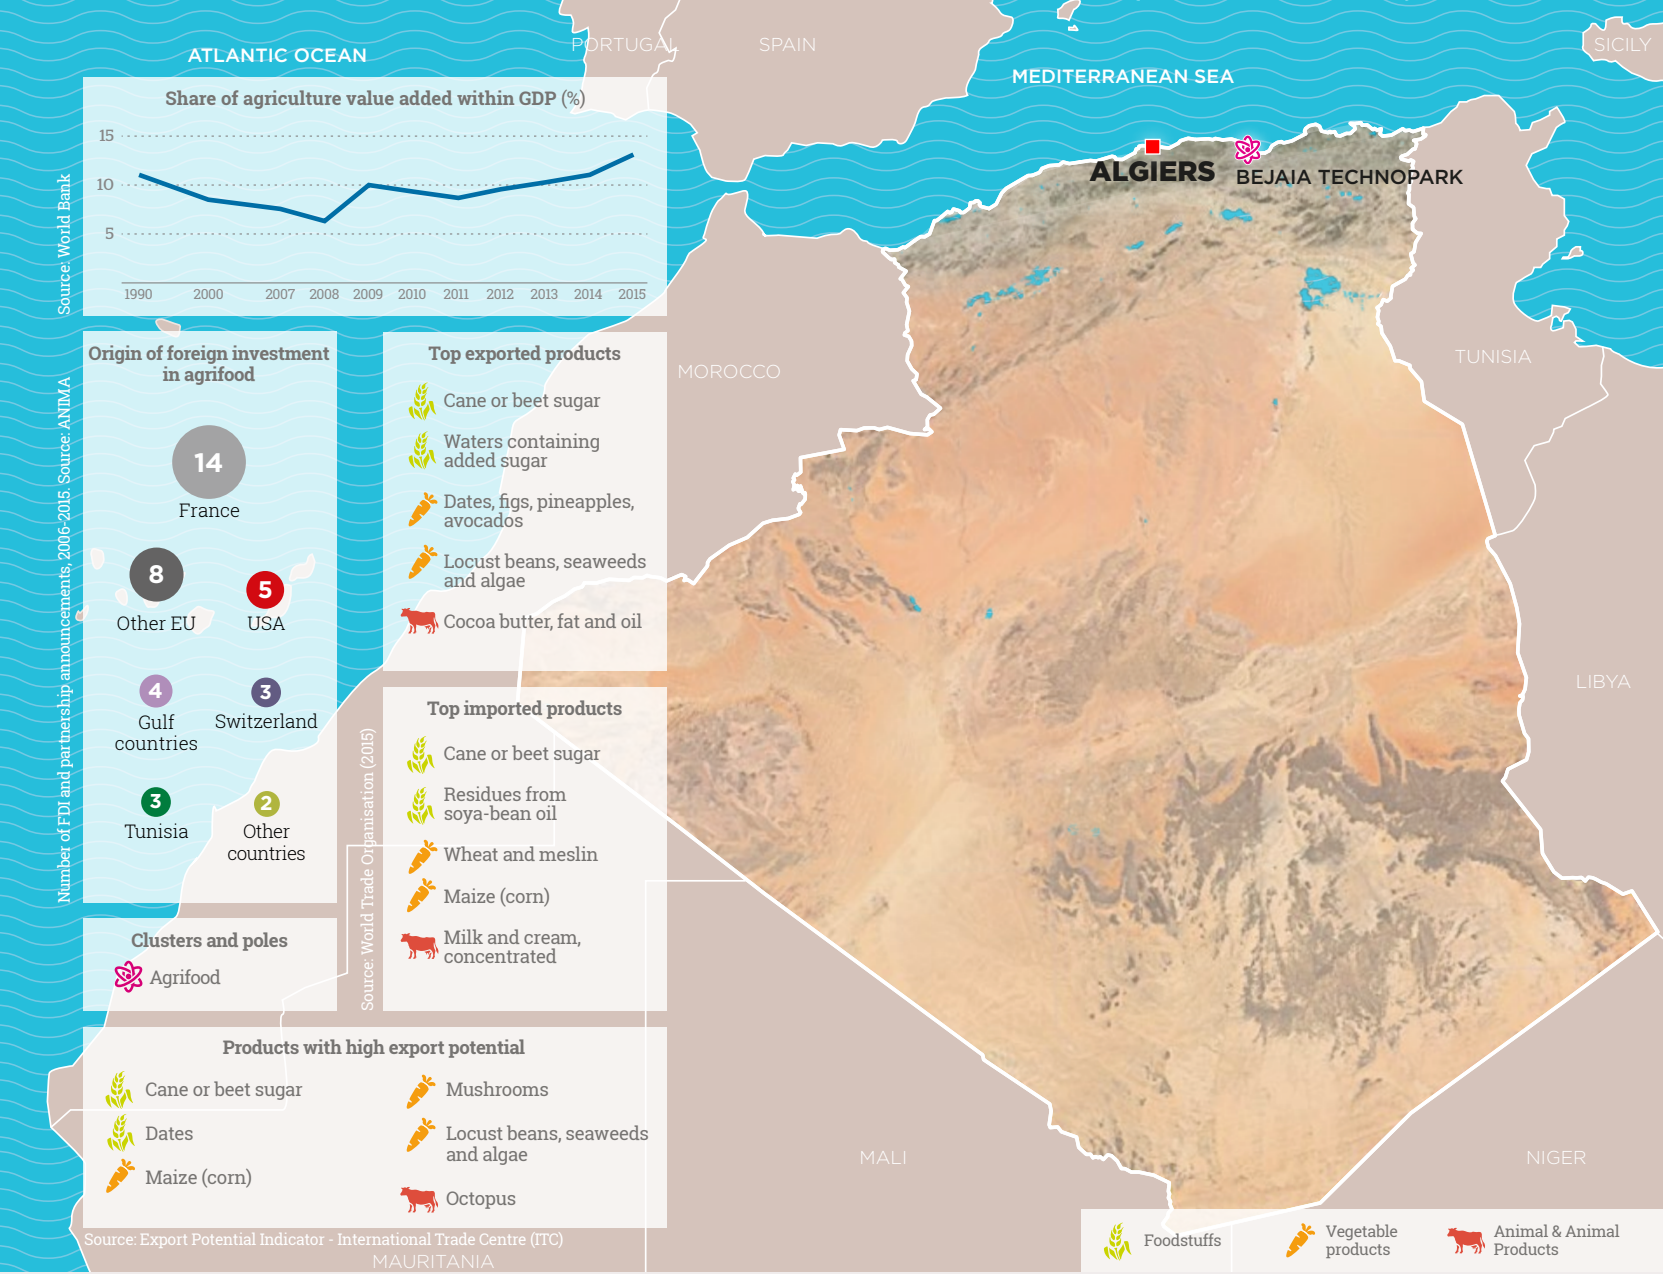 PORTUGAL
SPAIN
SICILY
ATLANTIC OCEAN
MEDITERRANEAN SEA
Share of agriculture value added within GDP (%)
15
10
5
1990 2000 2007 2008 2009 2010 2011 2012 2013 2014 2015
Source: World Bank
ALGIERS
BEJAIA TECHNOPARK
MOROCCO
TUNISIA
LIBYA
Origin of foreign investment
in agrifood
14
France
8
Other EU
5
USA
4
Gulf
countries
3
Switzerland
3
Tunisia
2
Other
countries
Number of FDI and partnership announcements, 2006-2015. Source: ANIMA
Top exported products
Cane or beet sugar
Waters containing
added sugar
Dates, figs, pineapples,
avocados
Locust beans, seaweeds
and algae
Cocoa butter, fat and oil
Top imported products
Cane or beet sugar
Residues from
soya-bean oil
Wheat and meslin
Maize (corn)
Milk and cream,
concentrated
Source: World Trade Organisation (2015)
Clusters and poles
Agrifood
Products with high export potential
Cane or beet sugar
Dates
Maize (corn)
Mushrooms
Locust beans, seaweeds
and algae
Octopus
Source: Export Potential Indicator - International Trade Centre (ITC)
MAURITANIA
MALI
NIGER
Foodstuffs
Vegetable
products
Animal & Animal
Products